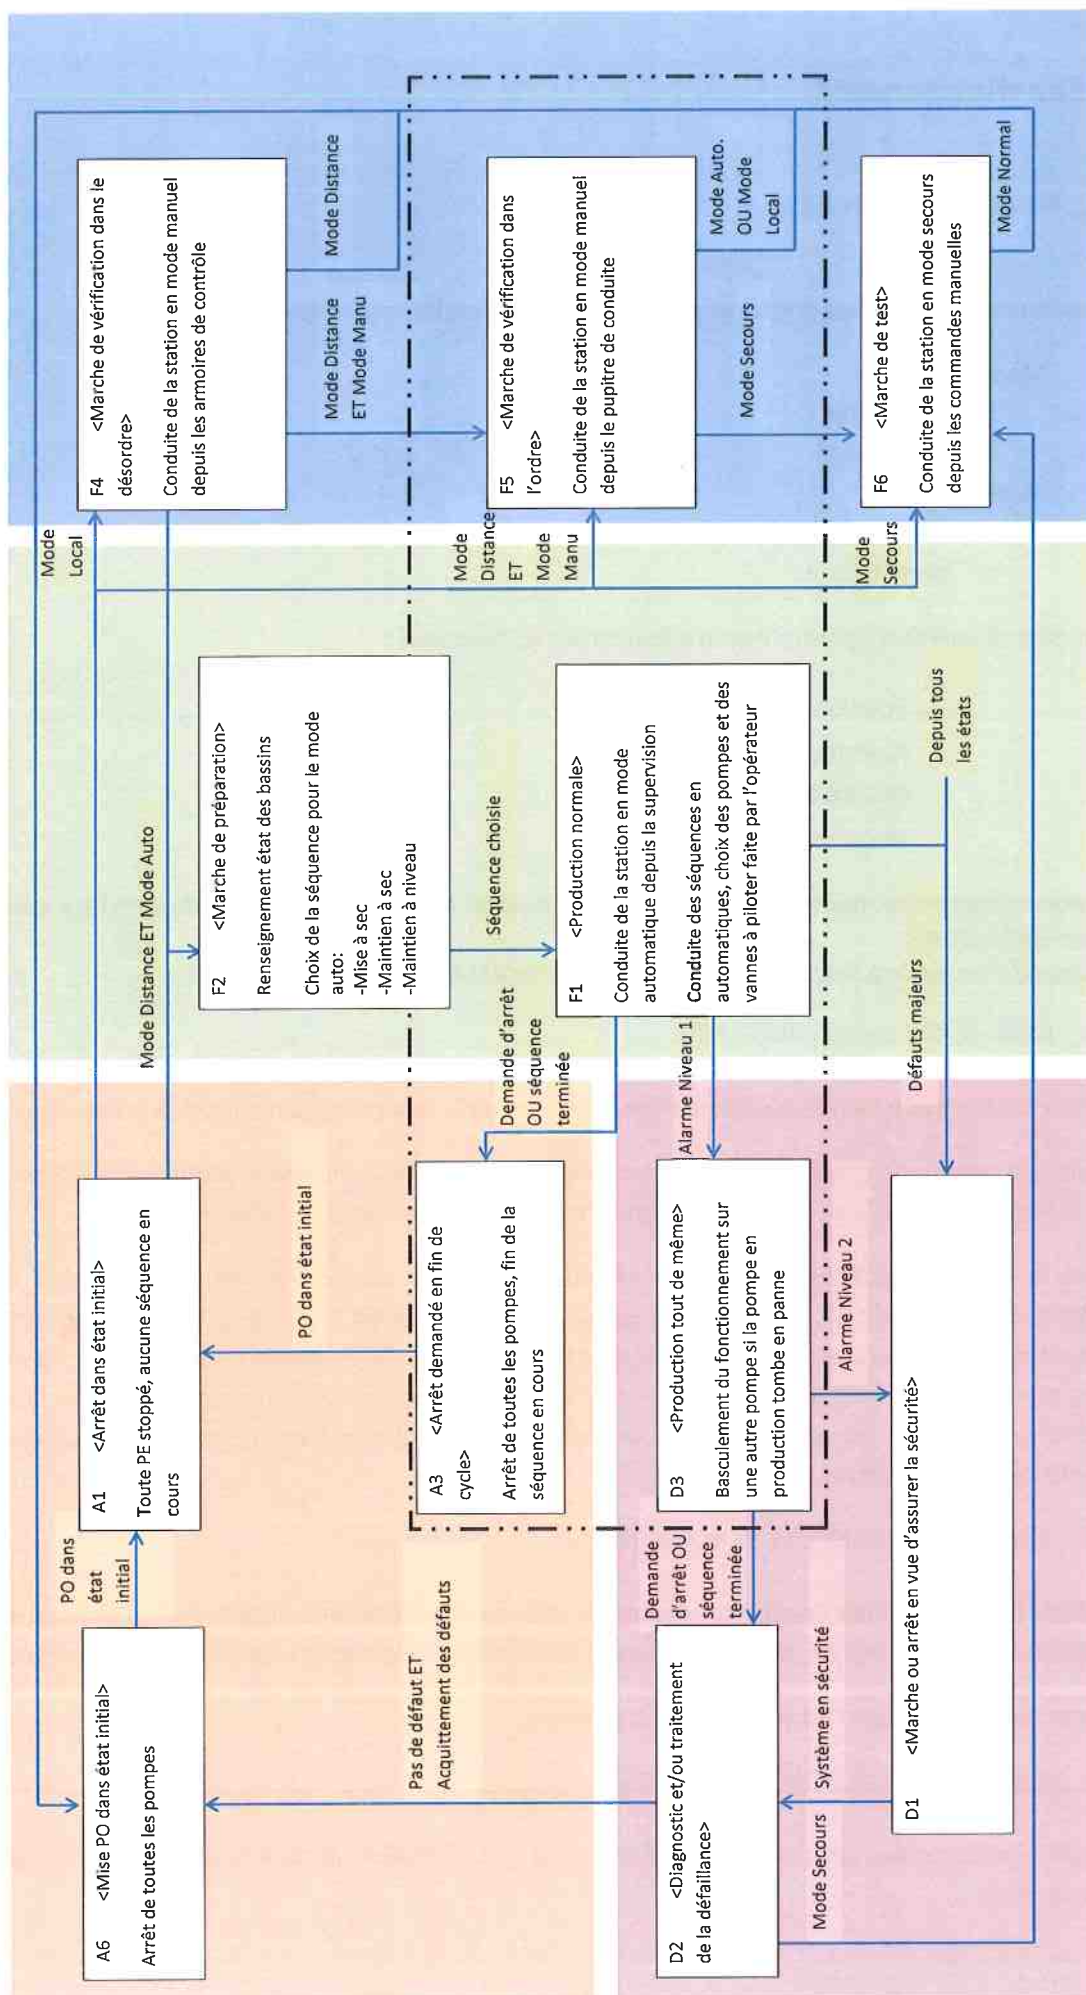 A6 <Mise PO dans état initial>
Arrêt de toutes les pompes
PO dans
état
initial
A1 <Arrêt dans état initial>
Toute PE stoppé, aucune séquence en
cours
Mode Distance ET Mode Auto
Mode
Local
F4 <Marche de vérification dans le
désordre>
Conduite de la station en mode manuel
depuis les armoires de contrôle
Mode Distance
Mode Distance
ET Mode Manu
F2 <Marche de préparation>
Renseignement état des bassins
Choix de la séquence pour le mode
auto:
-Mise à sec
-Maintien à sec
-Maintien à niveau
PO dans état initial
Pas de défaut ET
Acquittement des défauts
A3 <Arrêt demandé en fin de
cycle>
Arrêt de toutes les pompes, fin de la
séquence en cours
Demande d'arrêt
OU séquence
terminée
Séquence choisie
Mode
Distance
ET Mode
Manu
F5 <Marche de vérification dans
l'ordre>
Conduite de la station en mode manuel
depuis le pupitre de conduite
Mode Auto.
OU Mode
Local
Mode Secours
F1 <Production normale>
Conduite de la station en mode
automatique depuis la supervision
Conduite des séquences en
automatiques, choix des pompes et des
vannes à piloter faite par l'opérateur
Alarme Niveau 1
D3 <Production tout de même>
Basculement du fonctionnement sur
une autre pompe si la pompe en
production tombe en panne
Demande
d'arrêt OU
séquence
terminée
D2 <Diagnostic et/ou traitement
de la défaillance>
Mode Secours
Système en sécurité
Alarme Niveau 2
D1 <Marche ou arrêt en vue d'assurer la sécurité>
Défauts majeurs
Depuis tous
les états
Mode
Secours
F6 <Marche de test>
Conduite de la station en mode secours
depuis les commandes manuelles
Mode Normal